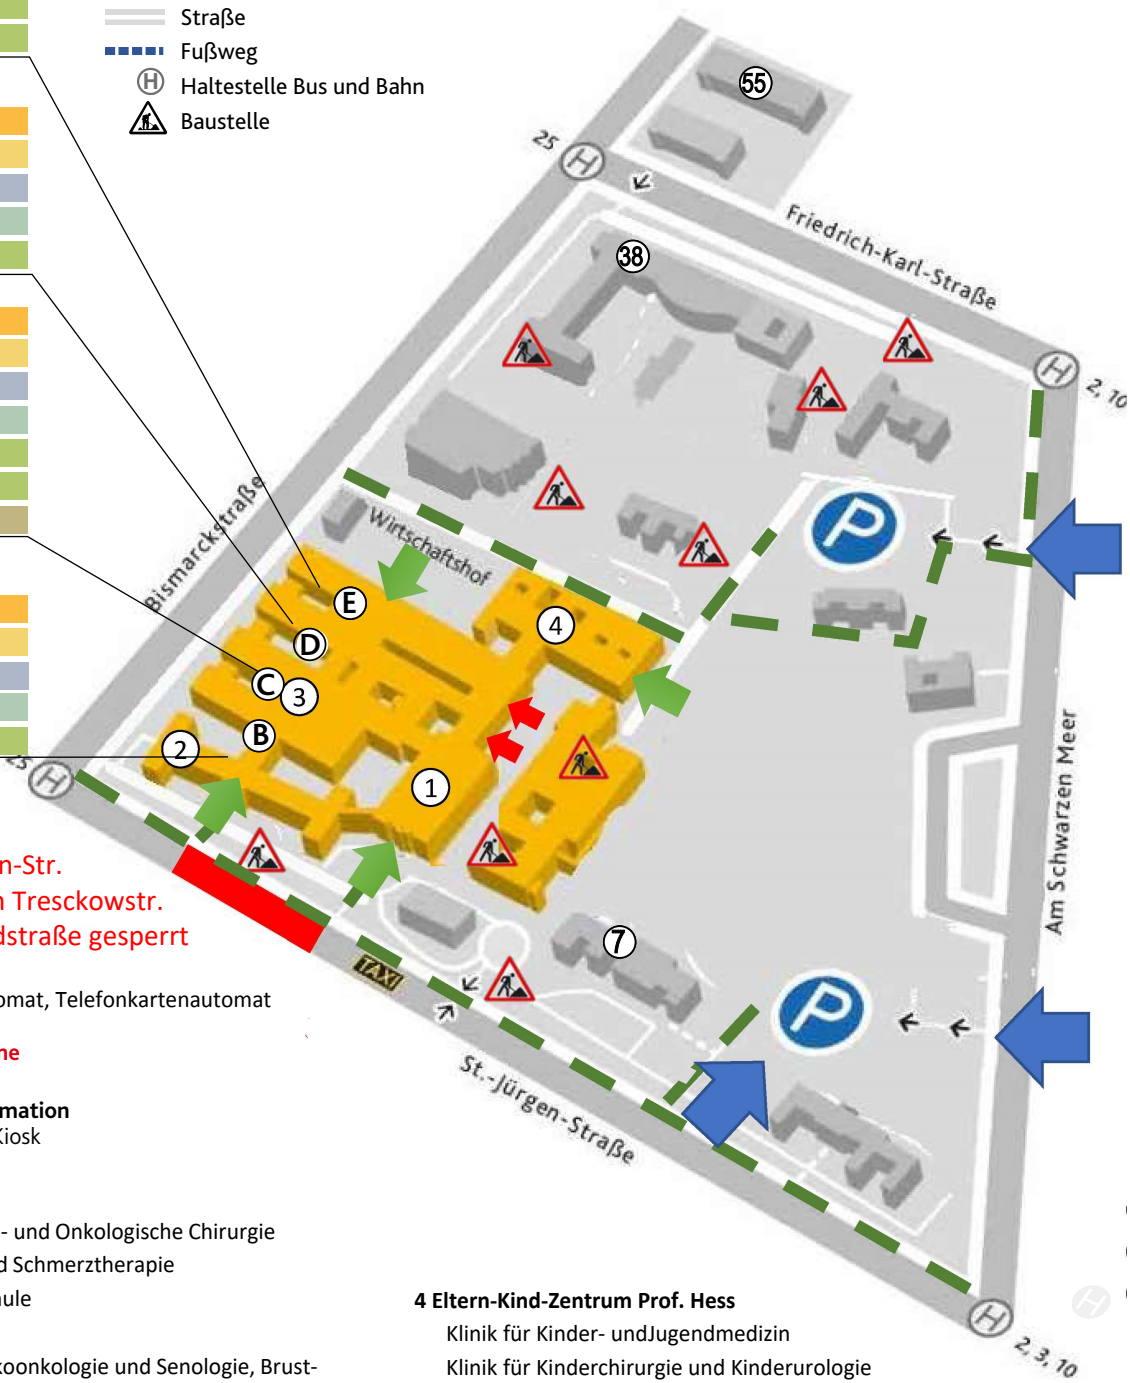 Straße
Fußweg
H Haltestelle Bus und Bahn
Baustelle
55
25 H
Friedrich-Karl-Straße
38
H 2, 10
Bismarckstraße
Wirtschaftshof
P
E
4
D
C 3
B
2
1
25 H
Am Schwarzen Meer
n-Str.
n Tresckowstr.
dstraße gesperrt
7
TAXI
omat, Telefonkartenautomat
P
ne
St.-Jürgen-Straße
mation
Kiosk
- und Onkologische Chirurgie
d Schmerztherapie
ule
4 Eltern-Kind-Zentrum Prof. Hess
H 2, 3, 10
H
Klinik für Kinder- undJugendmedizin
koonkologie und Senologie, Brust-
Klinik für Kinderchirurgie und Kinderurologie